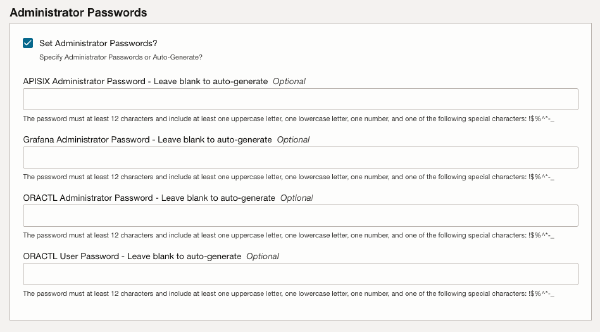 Administrator Passwords
Set Administrator Passwords?
Specify Administrator Passwords or Auto-Generate?
APISIX Administrator Password - Leave blank to auto-generate Optional
The password must at least 12 characters and include at least one uppercase letter, one lowercase letter, one number, and one of the following special characters: !$%^*-_
Grafana Administrator Password - Leave blank to auto-generate Optional
The password must at least 12 characters and include at least one uppercase letter, one lowercase letter, one number, and one of the following special characters: !$%^*-_
ORACTL Administrator Password - Leave blank to auto-generate Optional
The password must at least 12 characters and include at least one uppercase letter, one lowercase letter, one number, and one of the following special characters: !$%^*-_
ORACTL User Password - Leave blank to auto-generate Optional
The password must at least 12 characters and include at least one uppercase letter, one lowercase letter, one number, and one of the following special characters: !$%^*-_